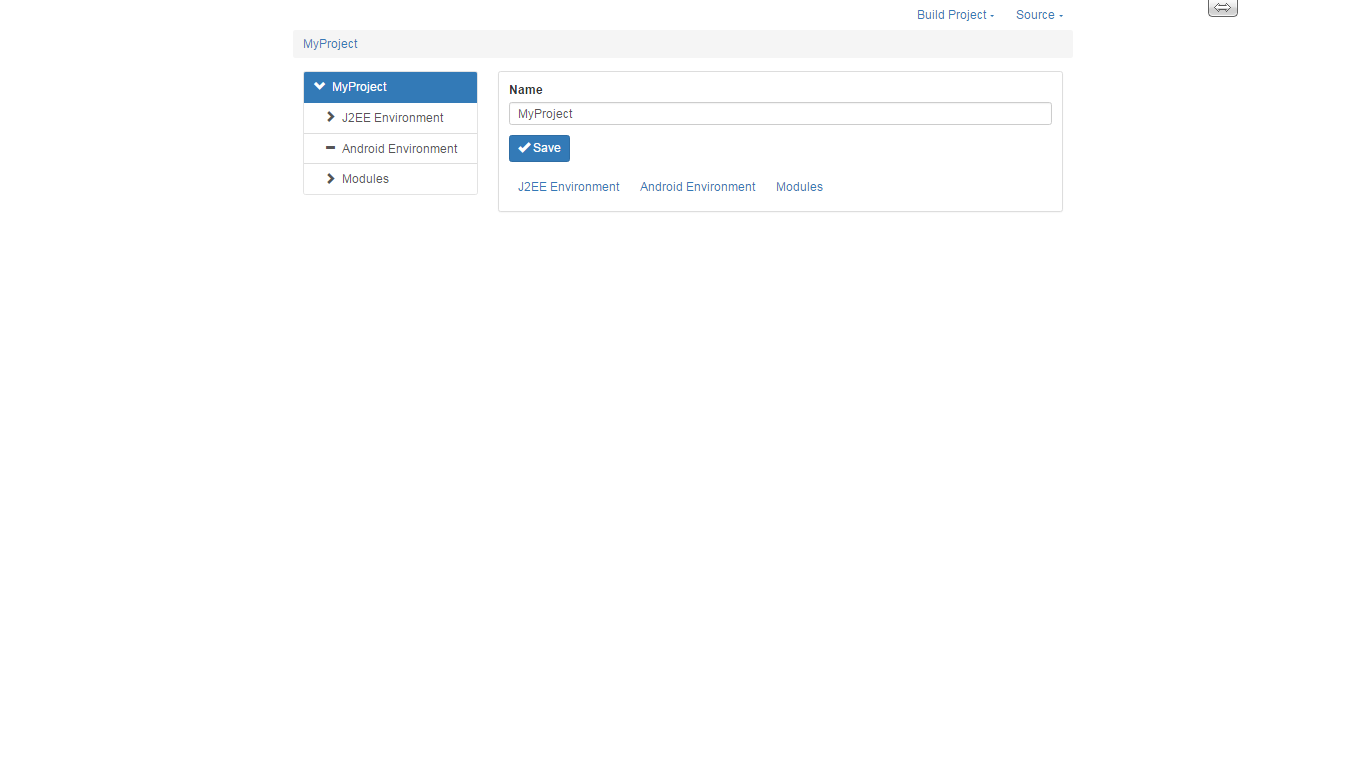 Build Project Source
MyProject
MyProject
J2EE Environment
Android Environment
Modules
Name
MyProject
Save
J2EE Environment Android Environment Modules